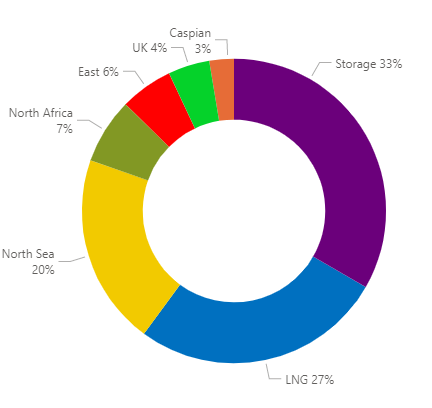 Caspian
3%
UK 4%
Storage 33%
East 6%
North Africa
7%
North Sea
20%
LNG 27%